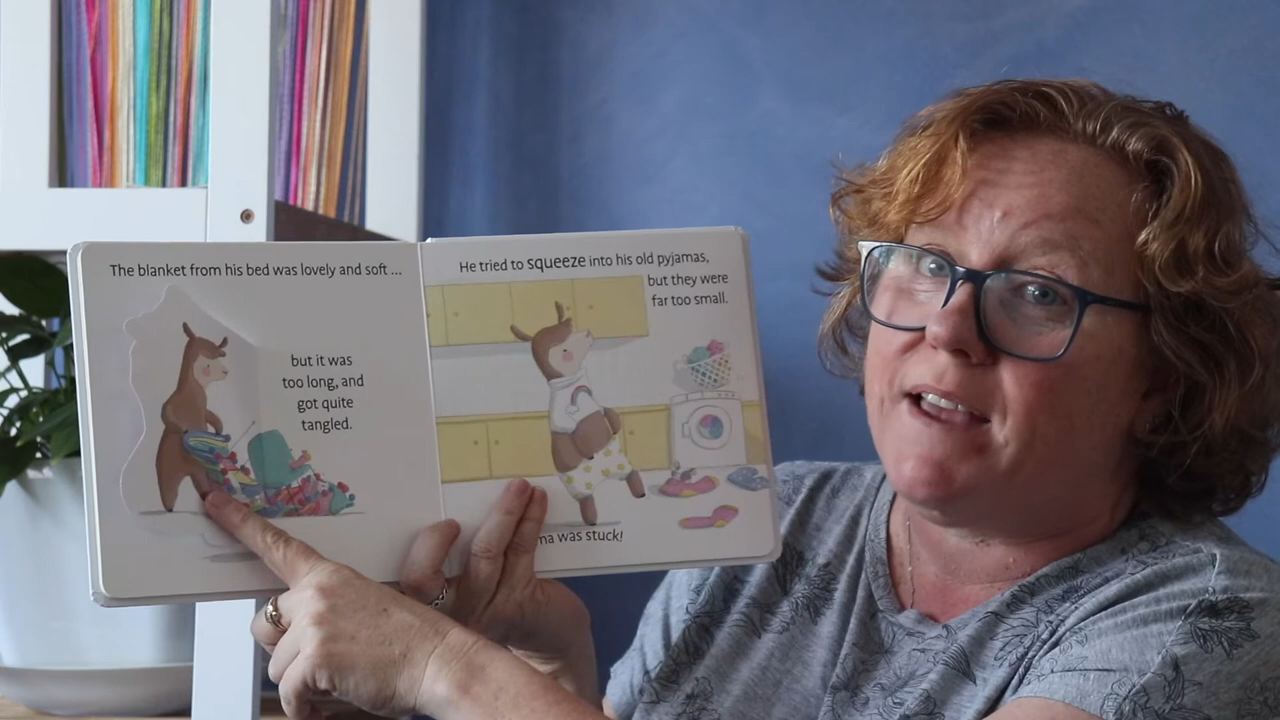 The blanket from his bed was lovely and soft ...
but it was
too long, and
got quite
tangled.
He tried to squeeze into his old pyjamas,
but they were
far too small.
was stuck!